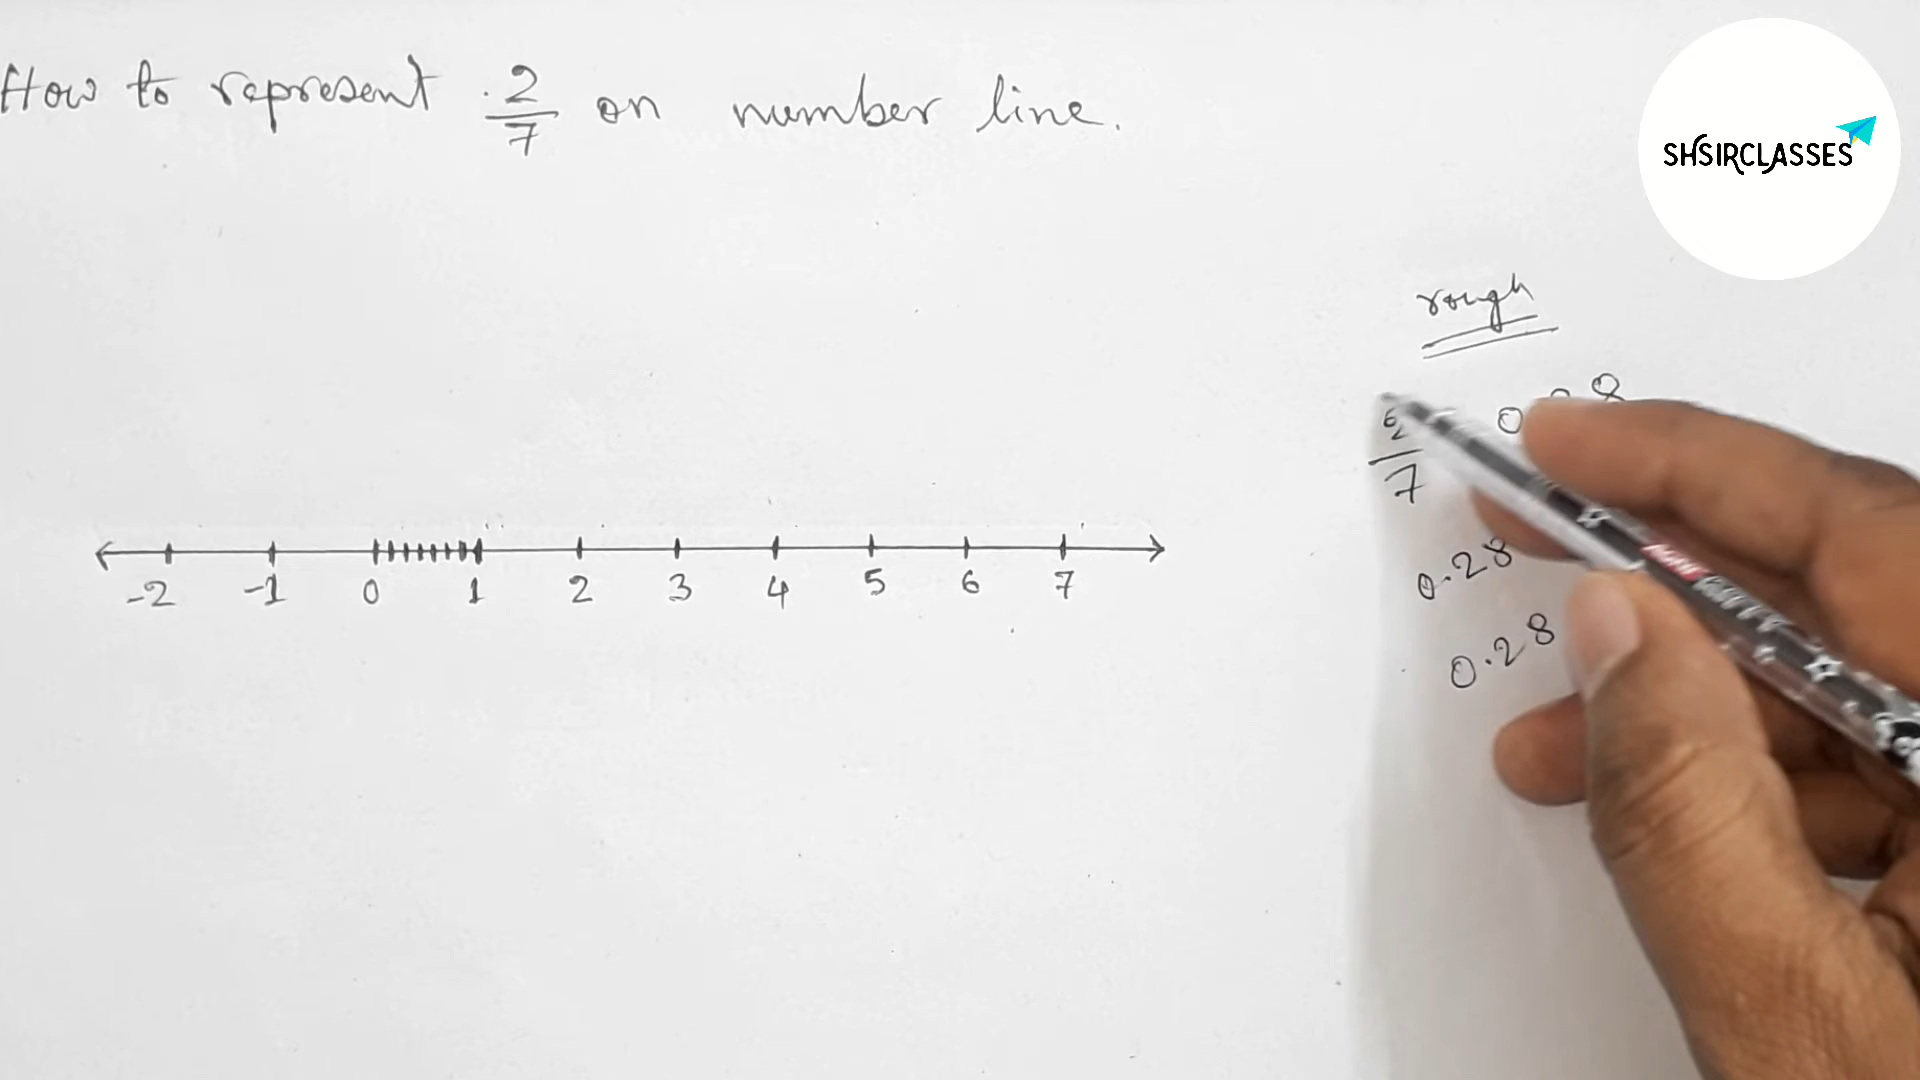 How to represent .2/7 on number line.
SHSIRCLASSES
rough
2/7
0.28
0.28
-2 -1 0 1 2 3 4 5 6 7